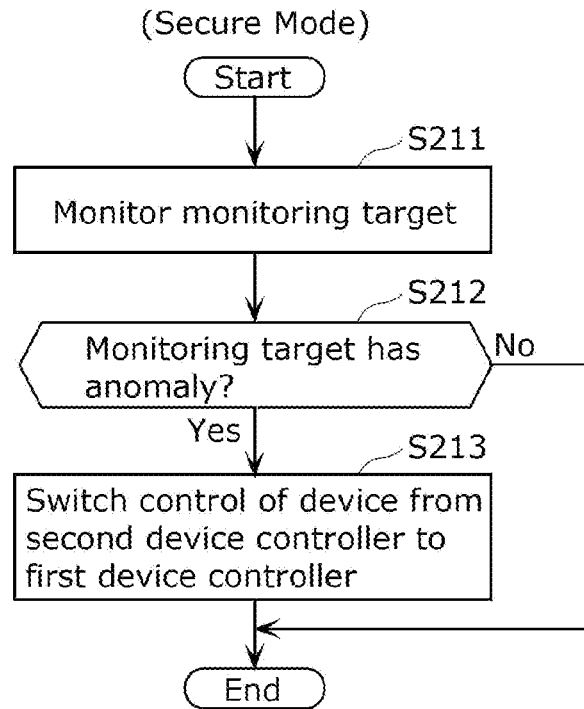 (Secure Mode)
Start
S211
Monitor monitoring target
S212
Monitoring target has
anomaly?
No
Yes
S213
Switch control of device from
second device controller to
first device controller
End